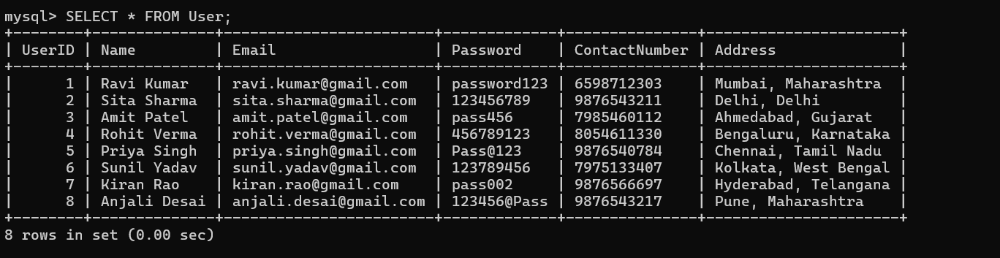 mysql> SELECT * FROM User;
+--------+--------------+------------------------+-------------+---------------+----------------------+
| UserID | Name         | Email                  | Password    | ContactNumber | Address              |
+--------+--------------+------------------------+-------------+---------------+----------------------+
|      1 | Ravi Kumar   | ravi.kumar@gmail.com   | password123 | 6598712303    | Mumbai, Maharashtra  |
|      2 | Sita Sharma  | sita.sharma@gmail.com  | 123456789   | 9876543211    | Delhi, Delhi         |
|      3 | Amit Patel   | amit.patel@gmail.com   | pass456     | 7985460112    | Ahmedabad, Gujarat   |
|      4 | Rohit Verma  | rohit.verma@gmail.com  | 456789123   | 8054611330    | Bengaluru, Karnataka |
|      5 | Priya Singh  | priya.singh@gmail.com  | Pass@123    | 9876540784    | Chennai, Tamil Nadu  |
|      6 | Sunil Yadav  | sunil.yadav@gmail.com  | 123789456   | 7975133407    | Kolkata, West Bengal |
|      7 | Kiran Rao    | kiran.rao@gmail.com    | pass002     | 9876566697    | Hyderabad, Telangana |
|      8 | Anjali Desai | anjali.desai@gmail.com | 123456@Pass | 9876543217    | Pune, Maharashtra    |
+--------+--------------+------------------------+-------------+---------------+----------------------+
8 rows in set (0.00 sec)